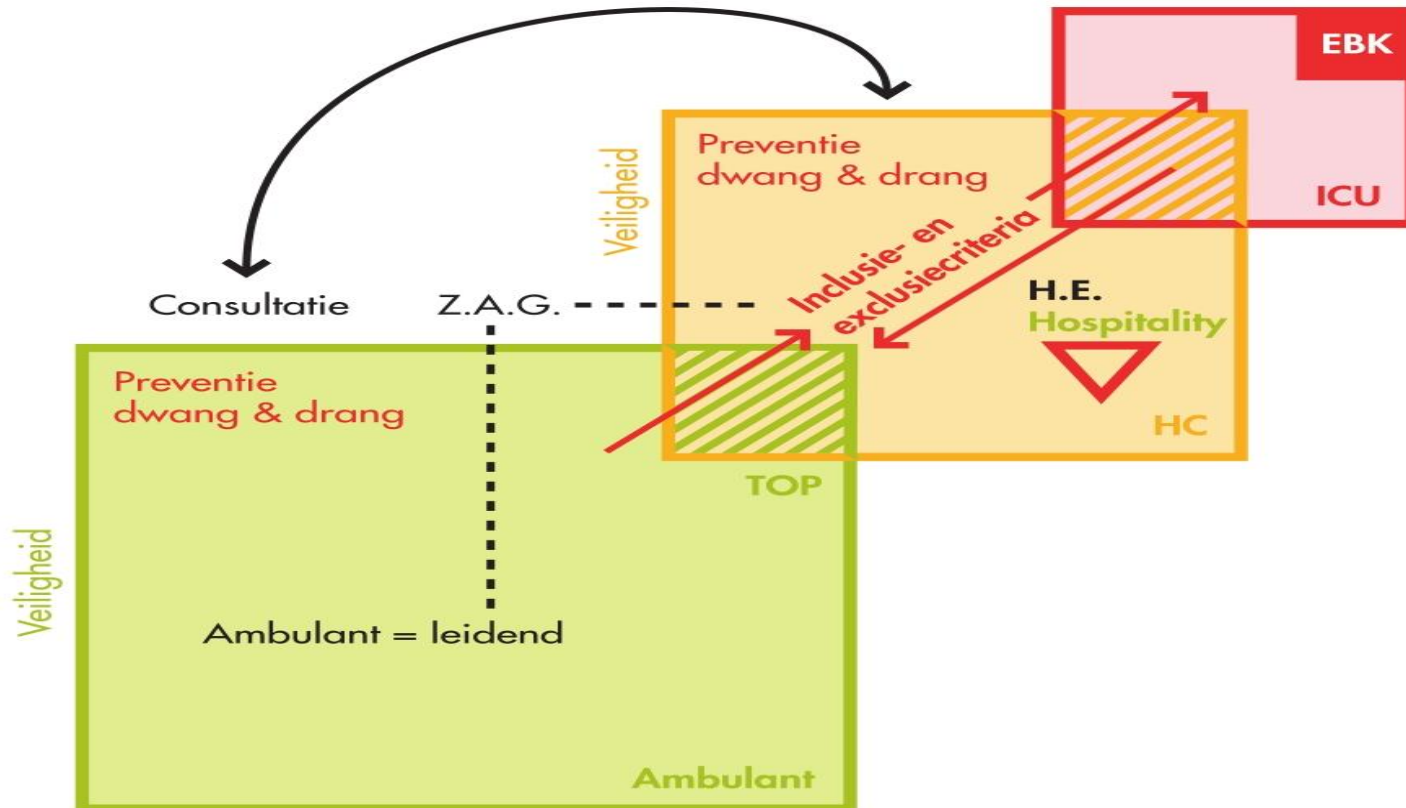 EBK
ICU
Veiligheid
Preventie
dwang & drang
Inclusie- en
exclusiecriteria
H.E.
Hospitality
HC
Consultatie
Z.A.G.
Preventie
dwang & drang
TOP
Veiligheid
Ambulant = leidend
Ambulant